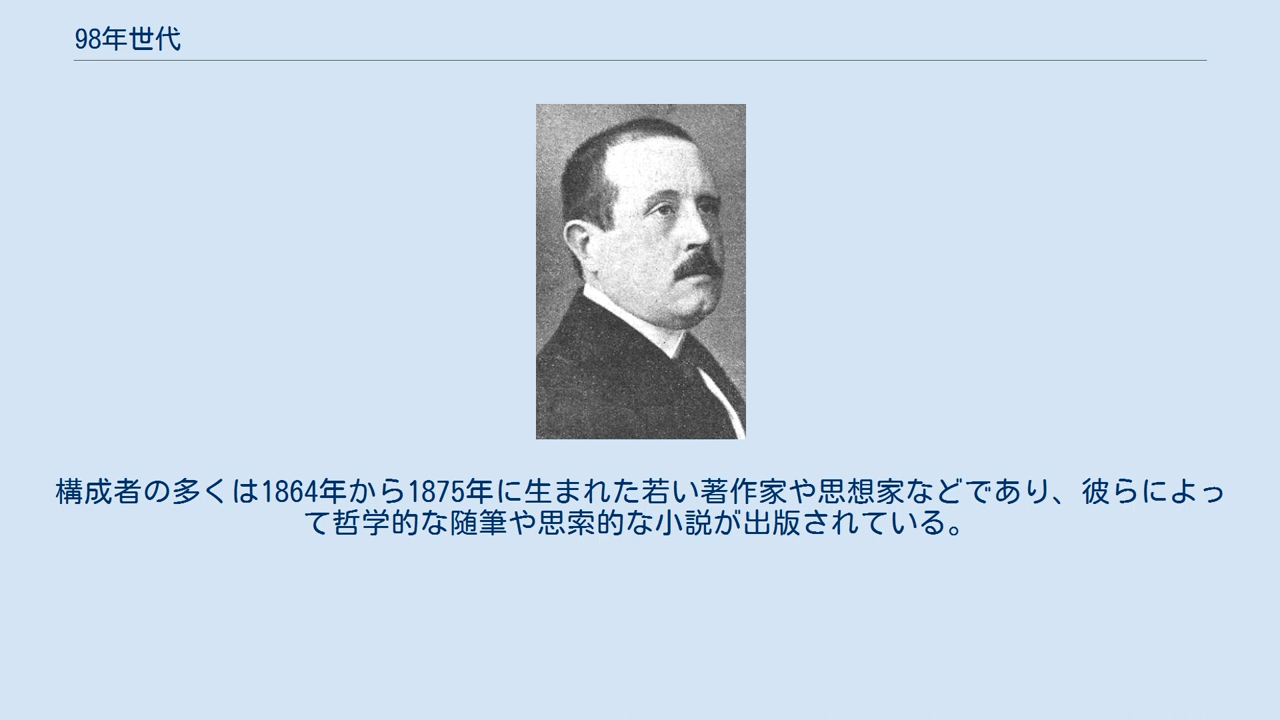 98年世代
構成者の多くは1864年から1875年に生まれた若い著作家や思想家などであり、彼らによっ
て哲学的な随筆や思索的な小説が出版されている。